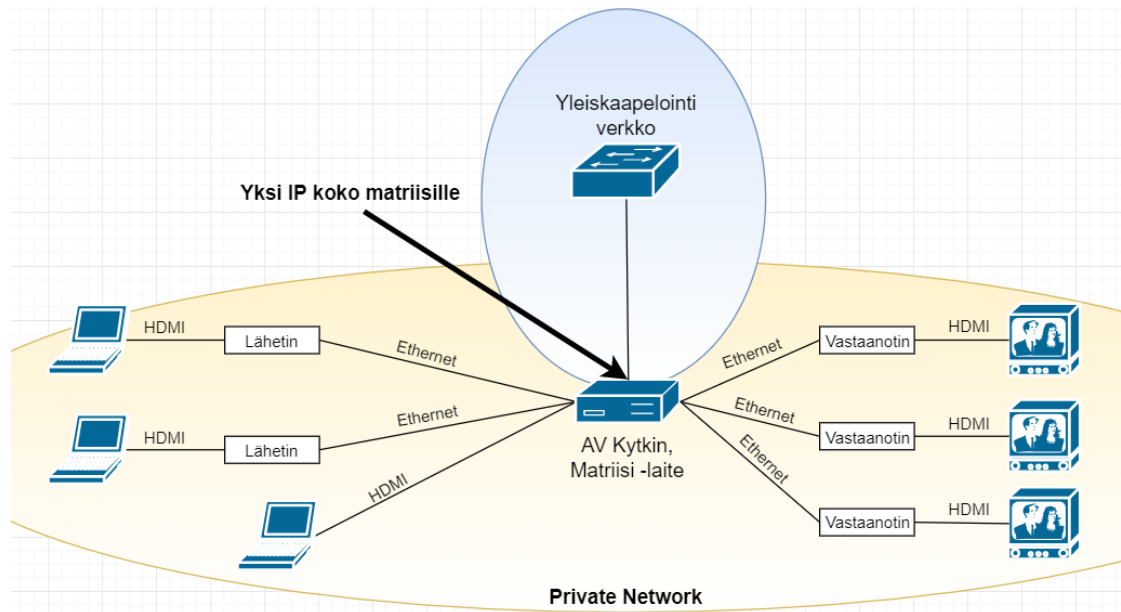 Yleiskaapelointi
verkko
Yksi IP koko matriisille
HDMI
Lähetin
Ethernet
Ethernet
Vastaanotin
HDMI
HDMI
Lähetin
Ethernet
Ethernet
Vastaanotin
HDMI
HDMI
AV Kytkin,
Matriisi -laite
Ethernet
Vastaanotin
HDMI
Private Network